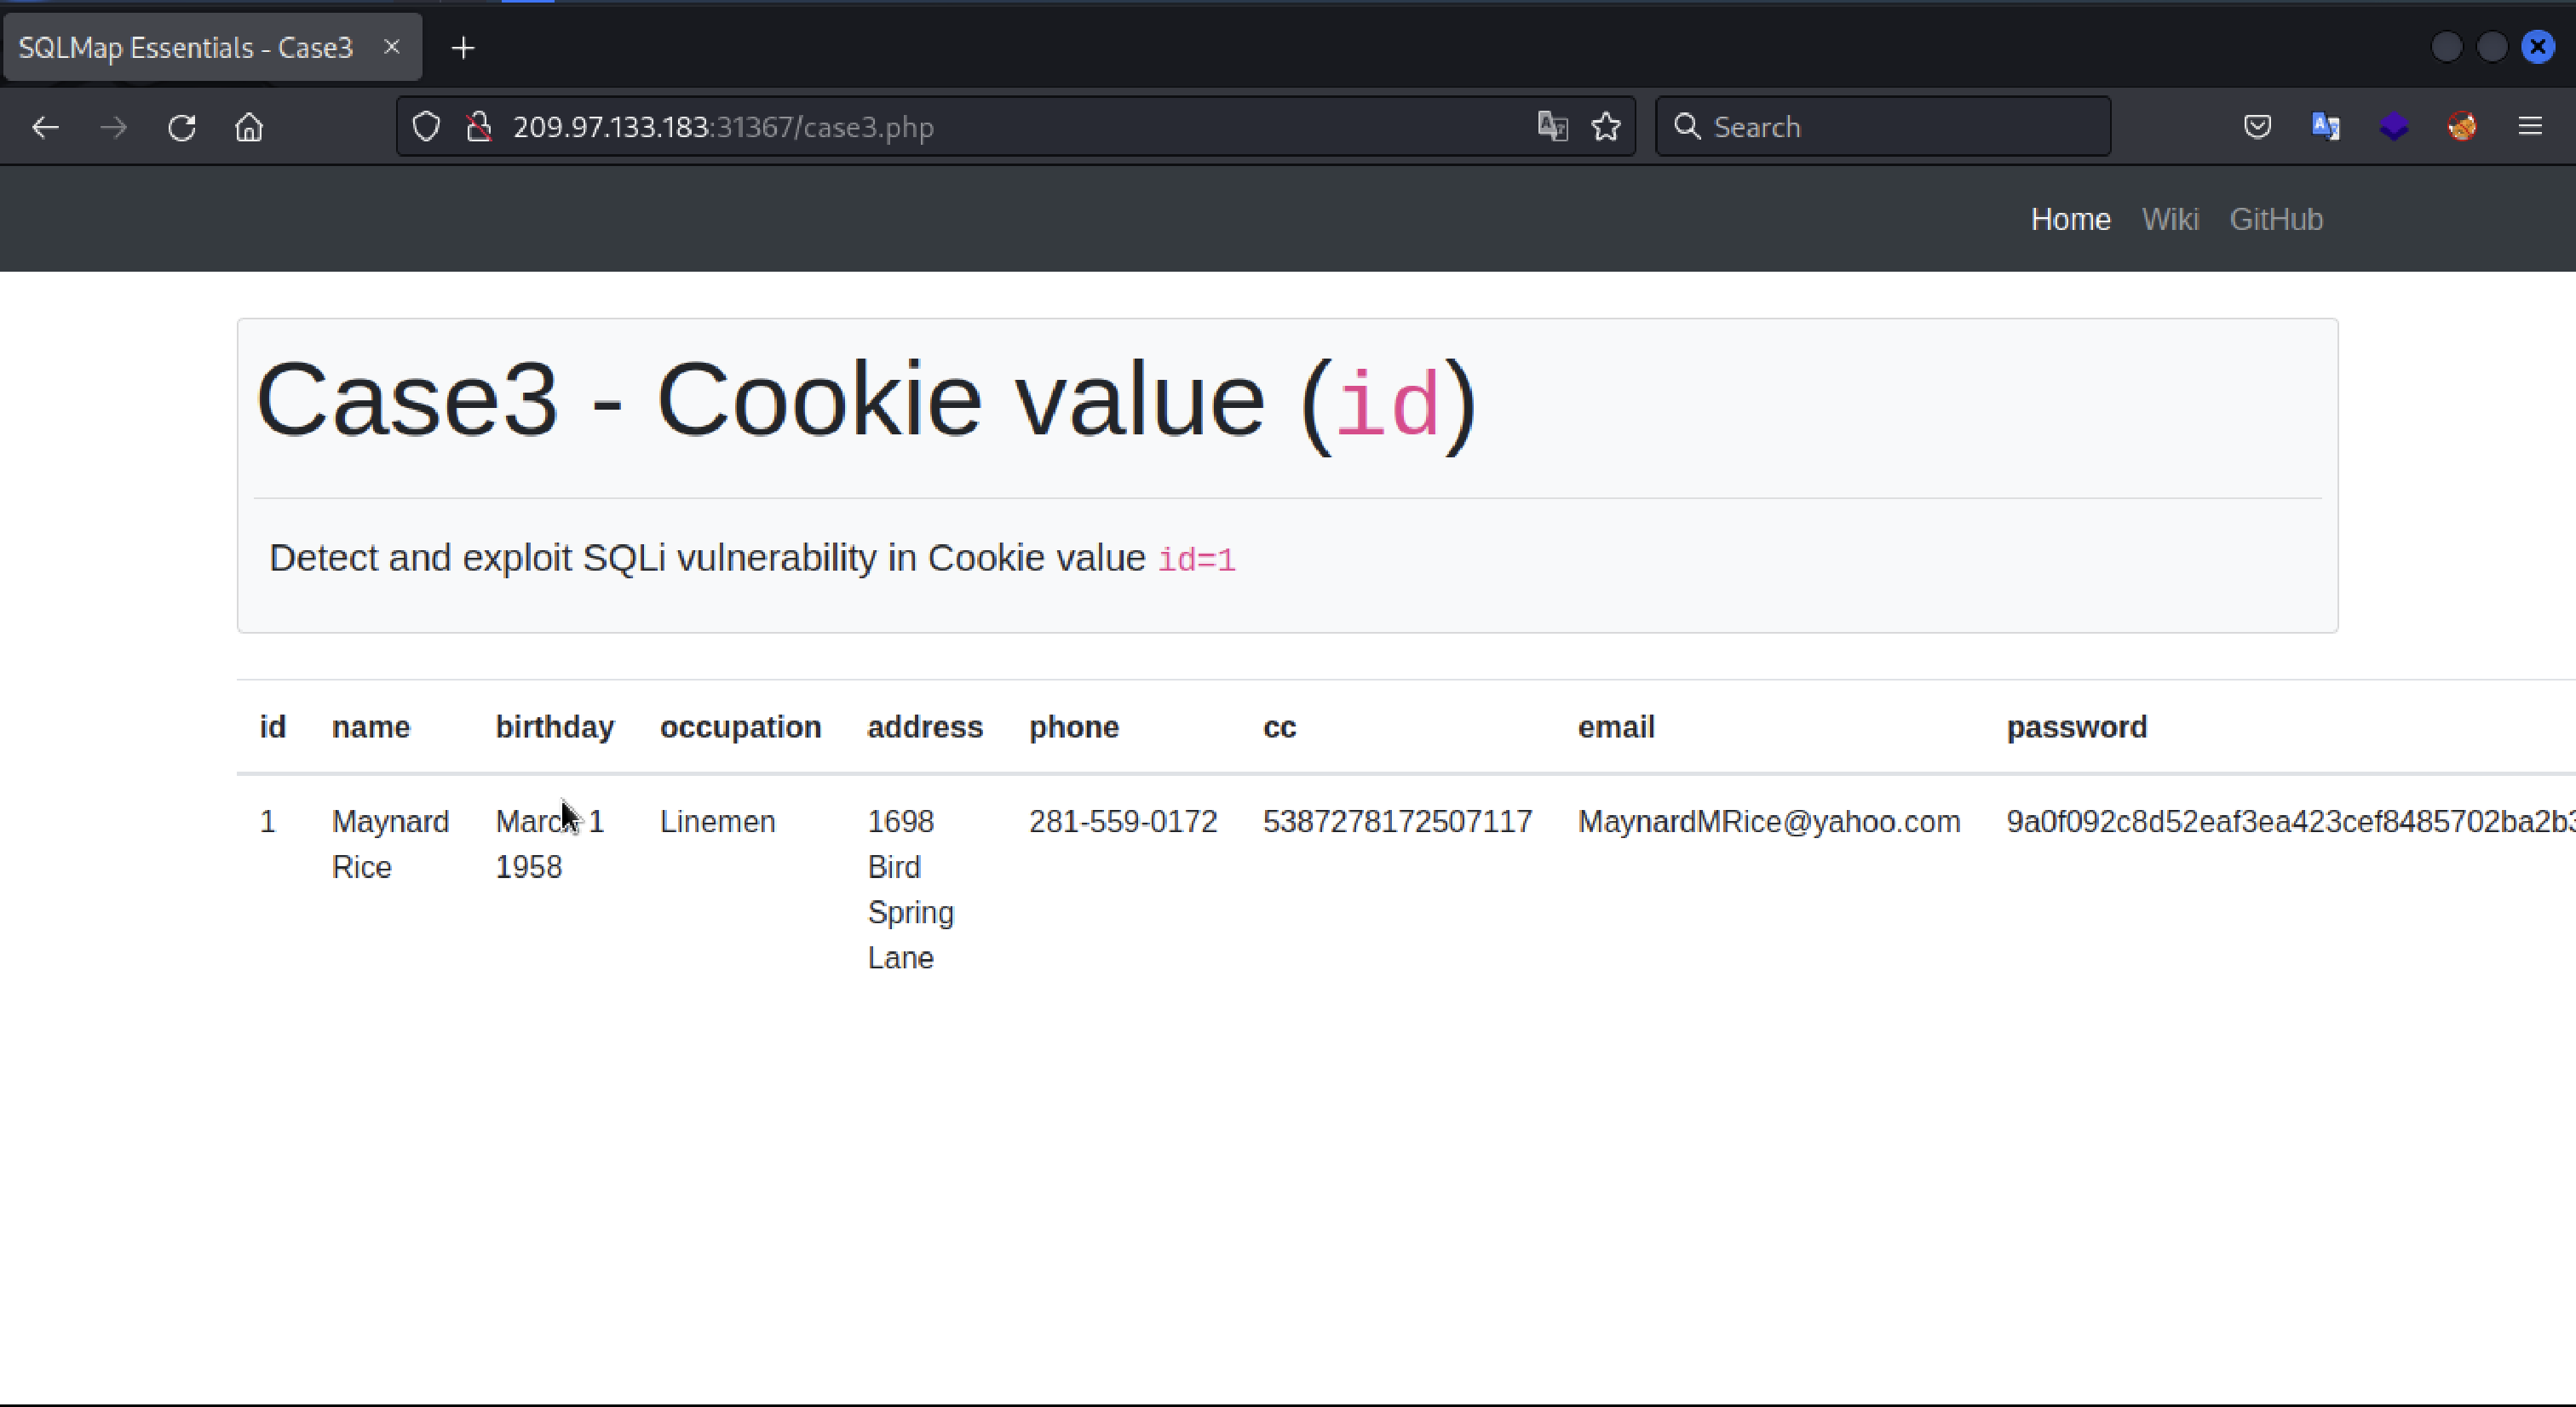 SQLMap Essentials - Case3
209.97.133.183:31367/case3.php
Search
Home Wiki GitHub
Case3 - Cookie value (id)
Detect and exploit SQLi vulnerability in Cookie value id=1
id name birthday occupation address phone cc email password
1 Maynard Rice March 1 1958 Linemen 1698 Bird Spring Lane 281-559-0172 5387278172507117 MaynardMRice@yahoo.com 9a0f092c8d52eaf3ea423cef8485702ba2b3